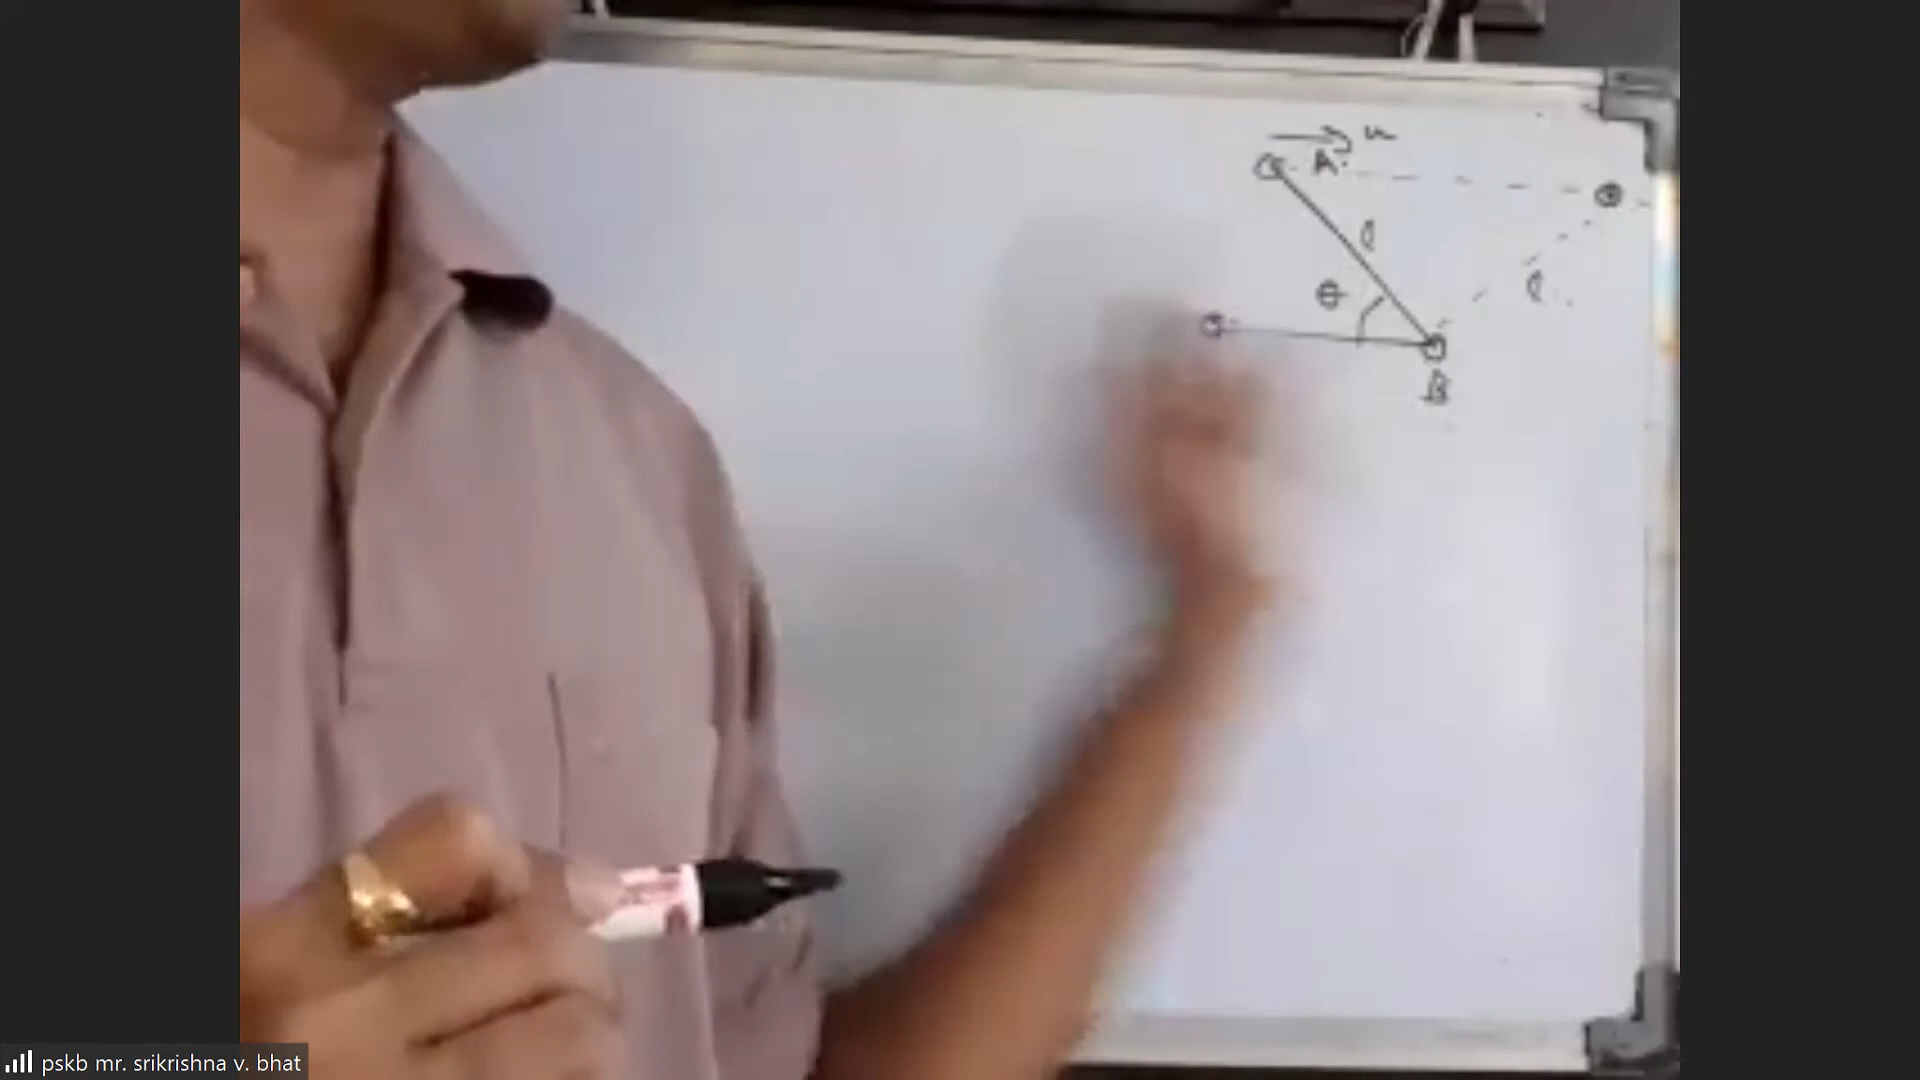 u
A
l
θ
l
B
pskb mr. srikrishna v. bhat